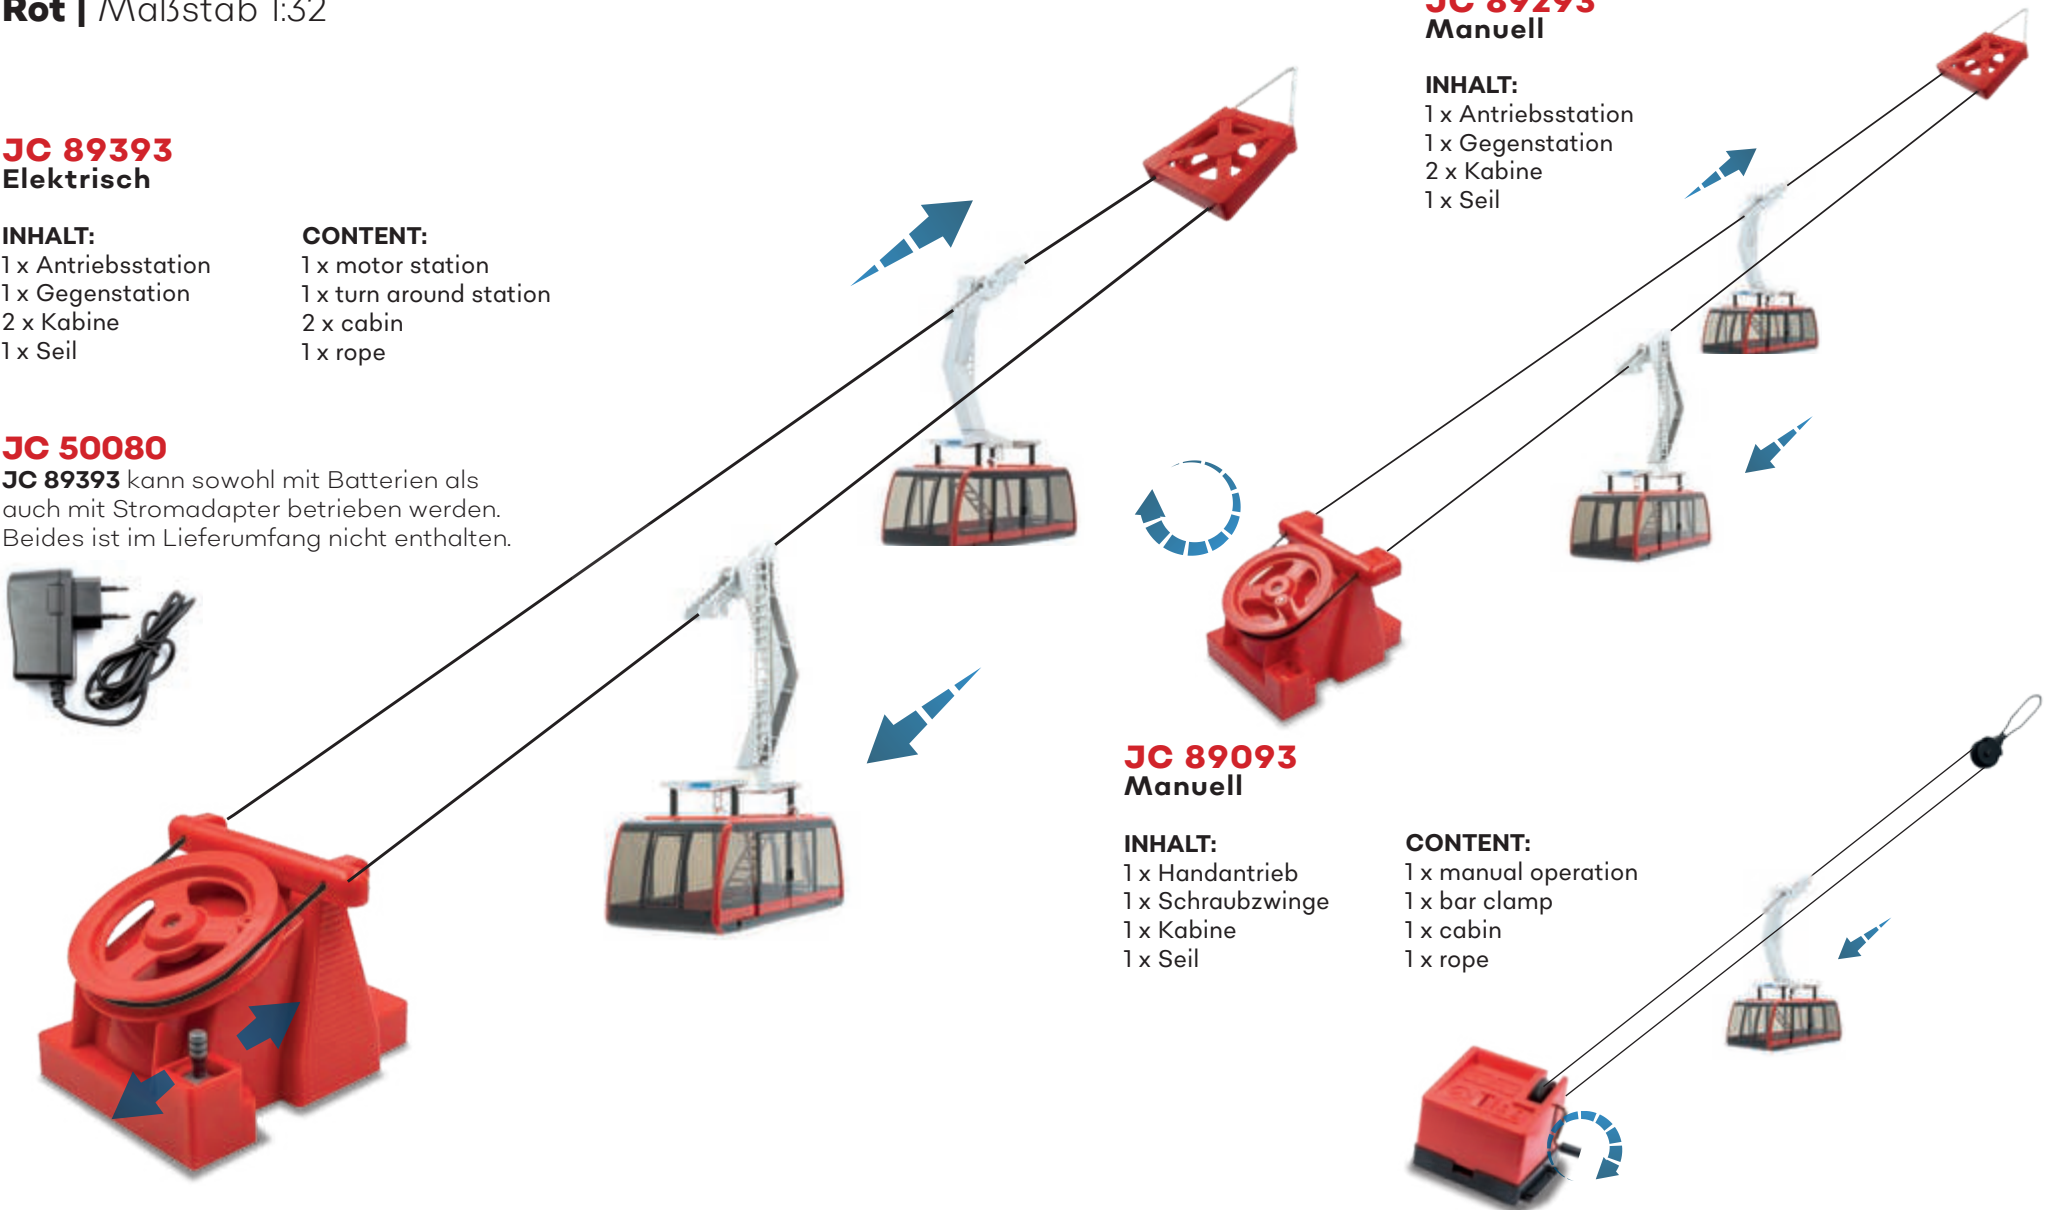 Rot | Maßstab 1:32
JC 89393
Elektrisch
INHALT:
1 x Antriebsstation
1 x Gegenstation
2 x Kabine
1 x Seil
CONTENT:
1 x motor station
1 x turn around station
2 x cabin
1 x rope
JC 50080
JC 89393 kann sowohl mit Batterien als
auch mit Stromadapter betrieben werden.
Beides ist im Lieferumfang nicht enthalten.
JC 89293
Manuell
INHALT:
1 x Antriebsstation
1 x Gegenstation
2 x Kabine
1 x Seil
JC 89093
Manuell
INHALT:
1 x Handantrieb
1 x Schraubzwinge
1 x Kabine
1 x Seil
CONTENT:
1 x manual operation
1 x bar clamp
1 x cabin
1 x rope